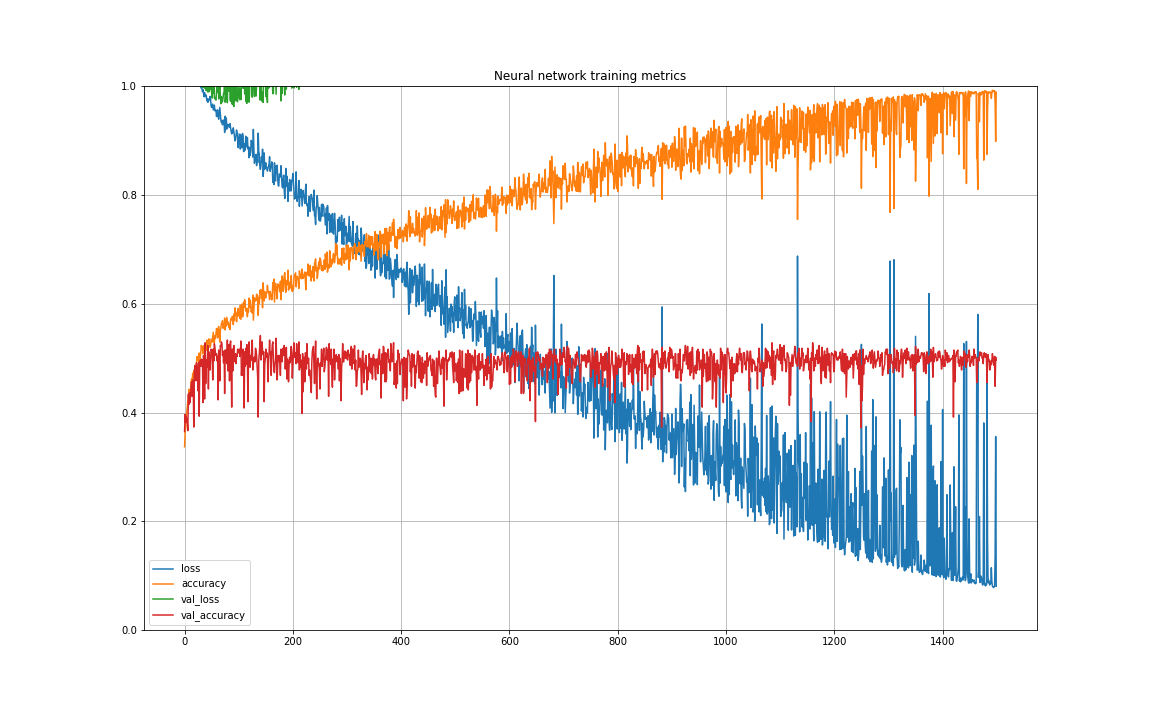 Neural network training metrics
1.0
0.8
0.6
0.4
0.2
0.0
loss
accuracy
val_loss
val_accuracy
0 200 400 600 800 1000 1200 1400